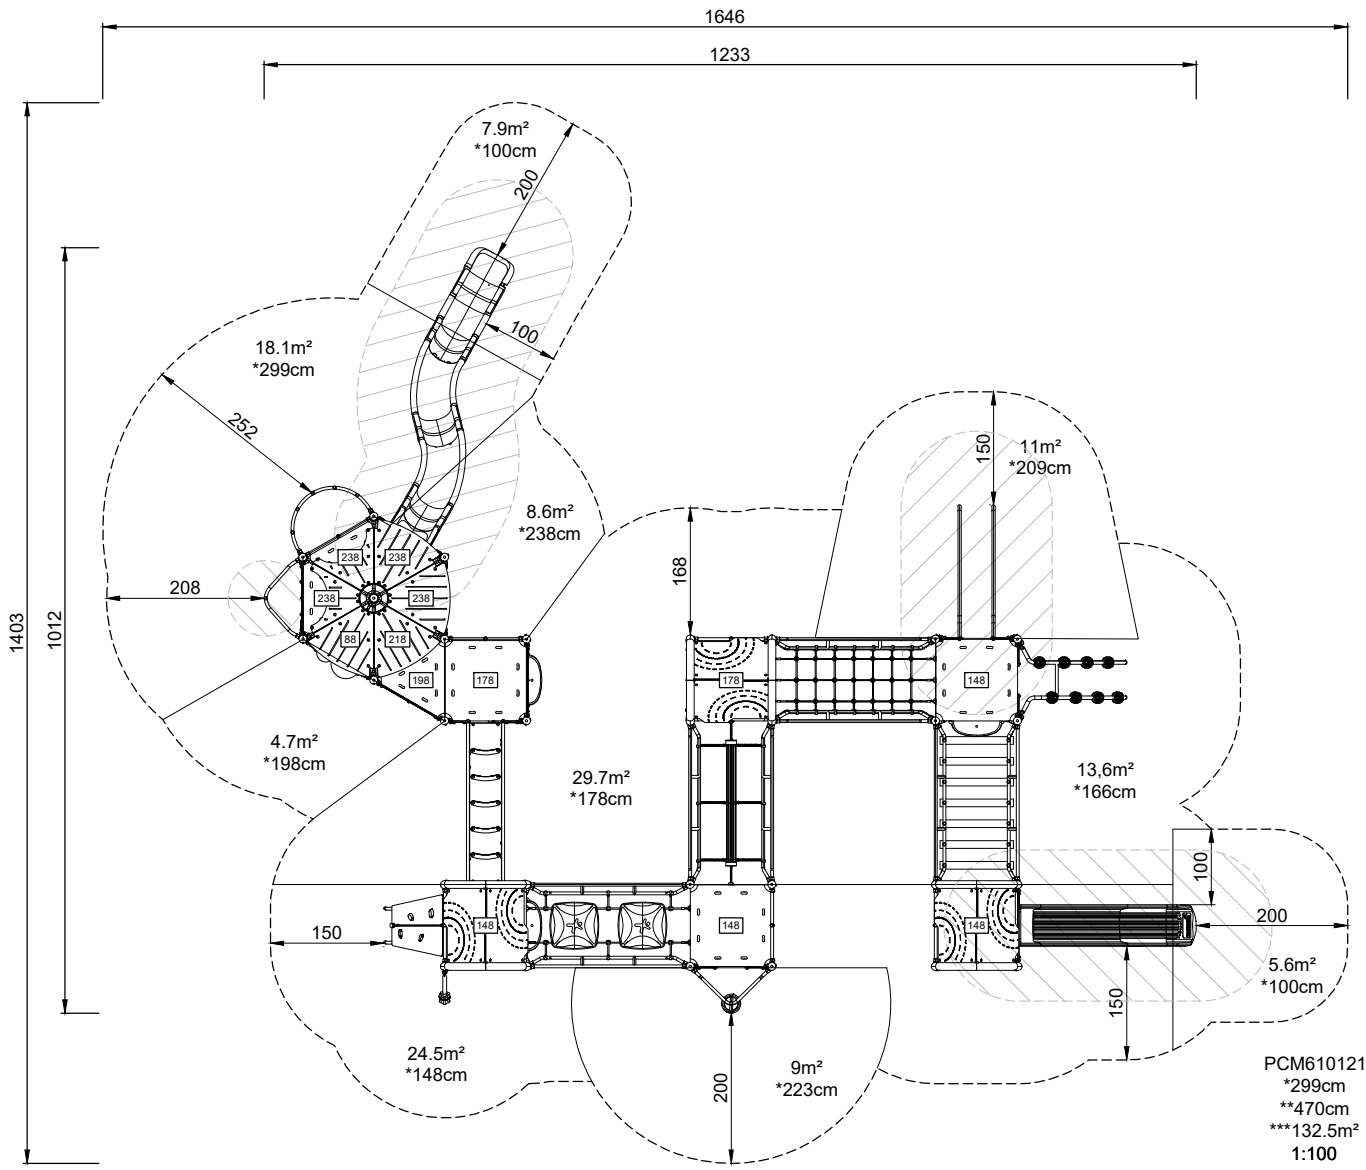 1646
1233
7.9m²
*100cm
200
100
18.1m²
*299cm
252
1403
1012
11m²
*209cm
150
8.6m²
*238cm
168
238
238
208
238
238
88
218
198
178
178
148
4.7m²
*198cm
29.7m²
*178cm
13,6m²
*166cm
100
150
148
148
148
200
5.6m²
*100cm
150
24.5m²
*148cm
9m²
*223cm
200
PCM610121
*299cm
**470cm
***132.5m²
1:100